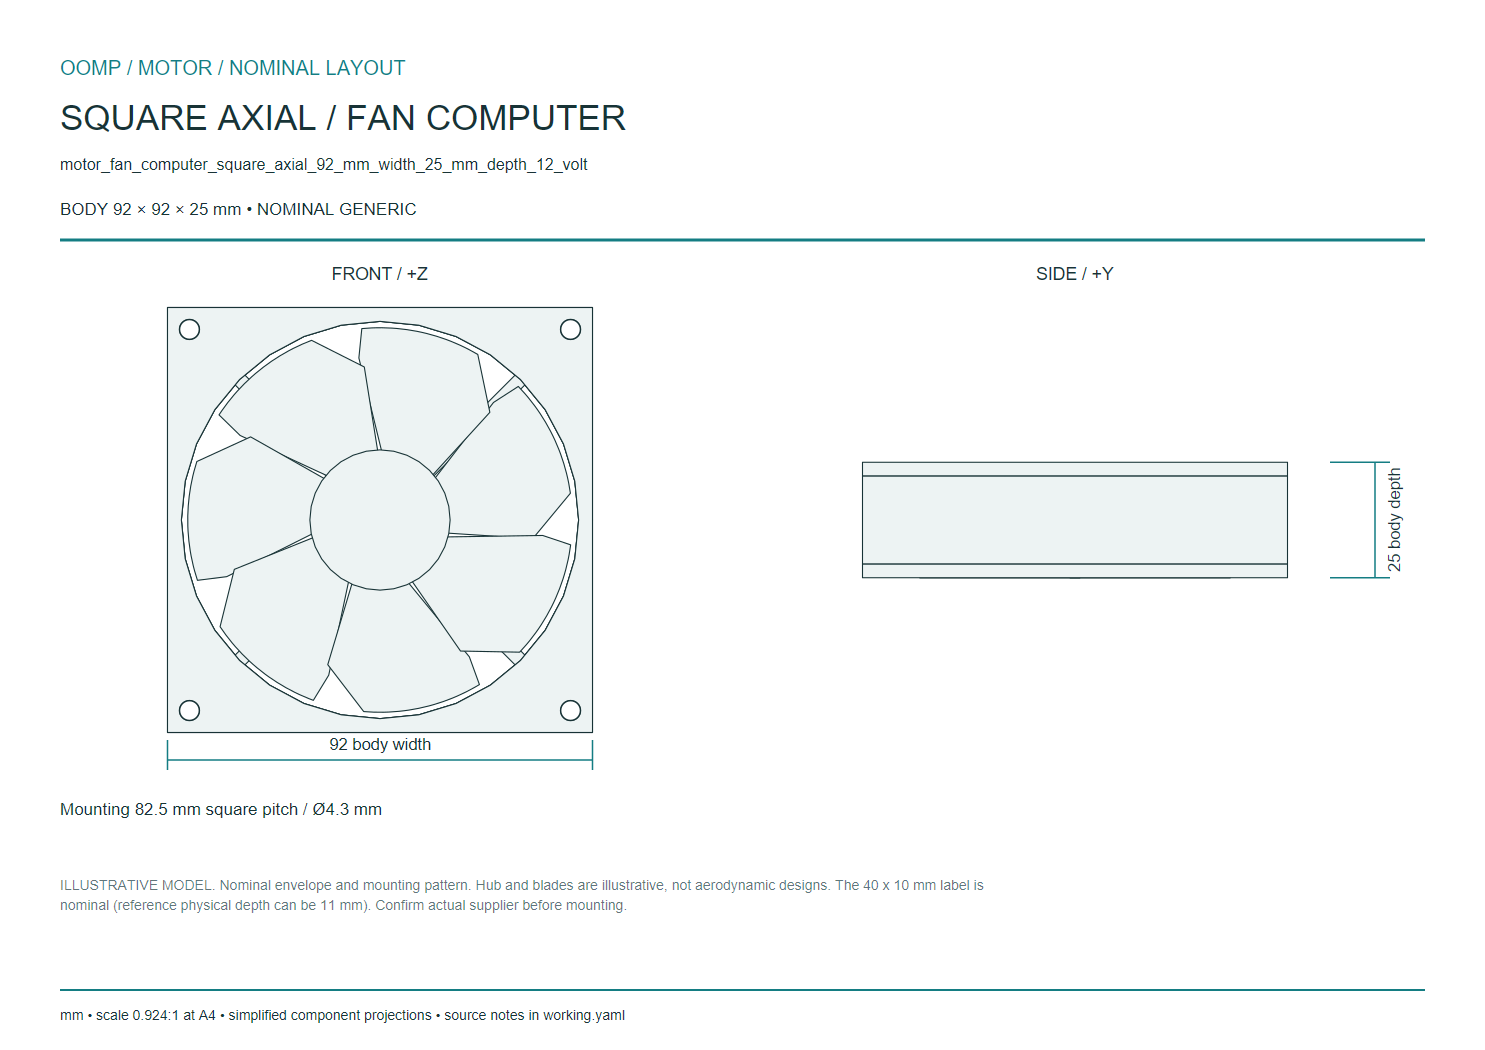 OOMP / MOTOR / NOMINAL LAYOUT
SQUARE AXIAL / FAN COMPUTER
motor_fan_computer_square_axial_92_mm_width_25_mm_depth_12_volt
BODY 92 × 92 × 25 mm • NOMINAL GENERIC
FRONT / +Z
SIDE / +Y
25 body depth
92 body width
Mounting 82.5 mm square pitch / Ø4.3 mm
ILLUSTRATIVE MODEL. Nominal envelope and mounting pattern. Hub and blades are illustrative, not aerodynamic designs. The 40 x 10 mm label is
nominal (reference physical depth can be 11 mm). Confirm actual supplier before mounting.
mm • scale 0.924:1 at A4 • simplified component projections • source notes in working.yaml